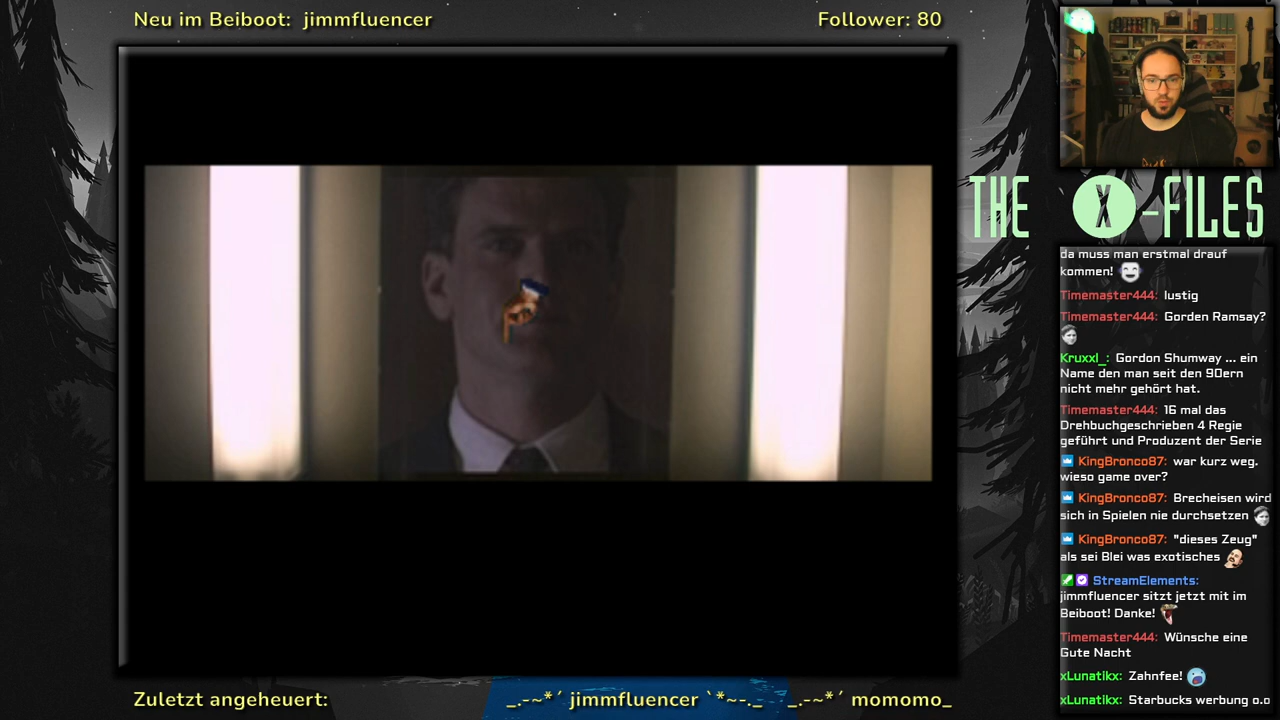 Neu im Beiboot: jimmfluencer
Follower: 80
THE X-FILES
da muss man erstmal drauf
kommen!
Timemaster444: lustig
Timemaster444: Gorden Ramsay?
Kruxxl_: Gordon Shumway ... ein
Name den man seit den 90ern
nicht mehr gehört hat.
Timemaster444: 16 mal das
Drehbuchgeschrieben 4 Regie
geführt und Produzent der Serie
KingBronco87: war kurz weg.
wieso game over?
KingBronco87: Brecheisen wird
sich in Spielen nie durchsetzen
KingBronco87: "dieses Zeug"
als sei Blei was exotisches
StreamElements:
jimmfluencer sitzt jetzt mit im
Beiboot! Danke!
Timemaster444: Wünsche eine
Gute Nacht
xLunatikx: Zahnfee!
xLunatikx: Starbucks werbung o.o
Zuletzt angeheuert:
_.-~*´ jimmfluencer `*~-._ _.-~*´ momomo_